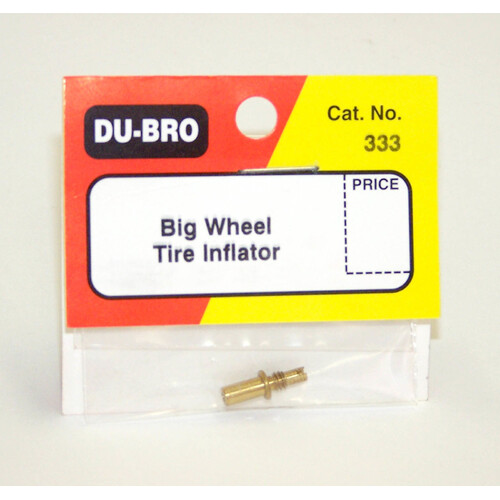 DU-BRO
Cat. No.
333
PRICE
Big Wheel
Tire Inflator